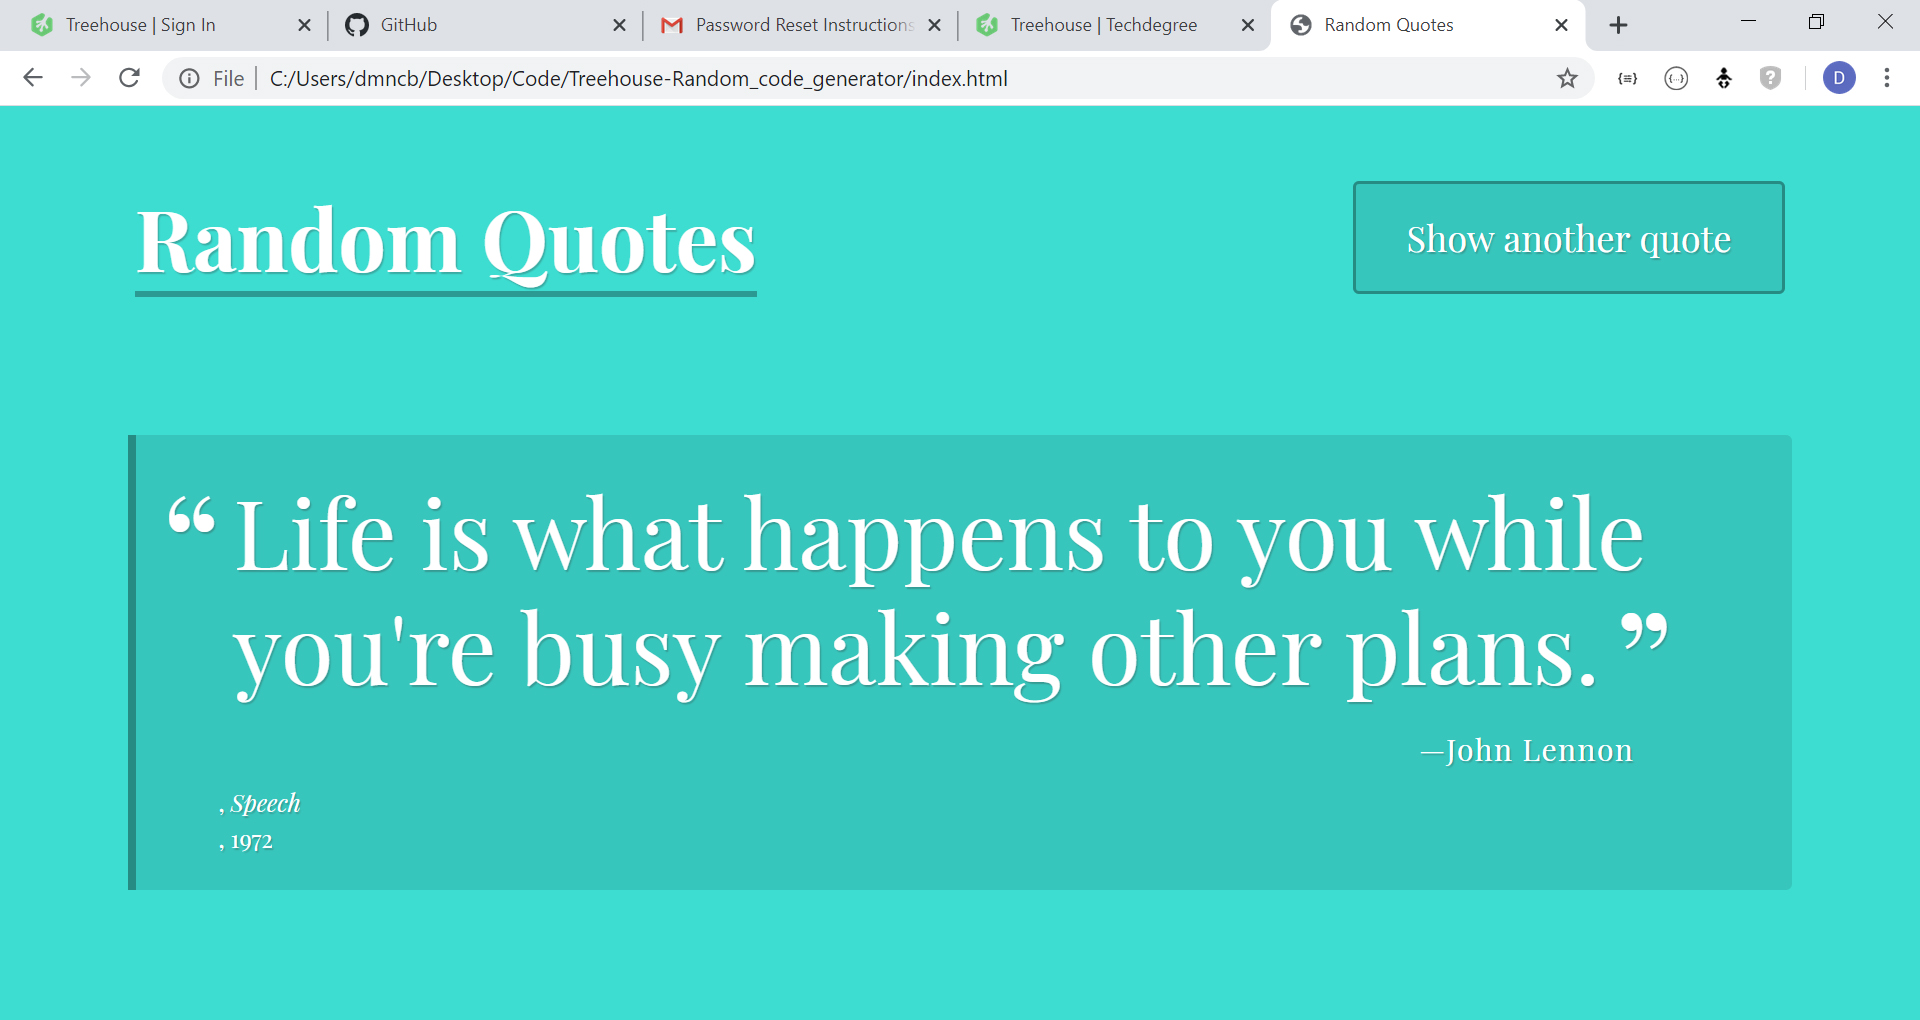 Treehouse | Sign In
GitHub
Password Reset Instructions
Treehouse | Techdegree
Random Quotes
File
C:/Users/dmncb/Desktop/Code/Treehouse-Random_code_generator/index.html
D
Random Quotes
Show another quote
“ Life is what happens to you while
you're busy making other plans. ”
—John Lennon
, Speech
, 1972